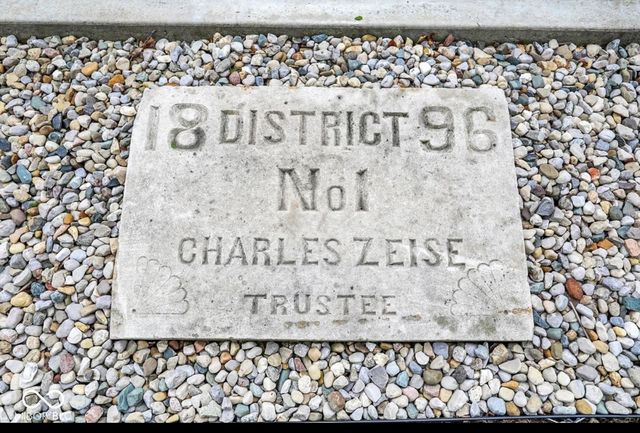 18 DISTRICT 96
No 1
CHARLES ZEISE
TRUSTEE